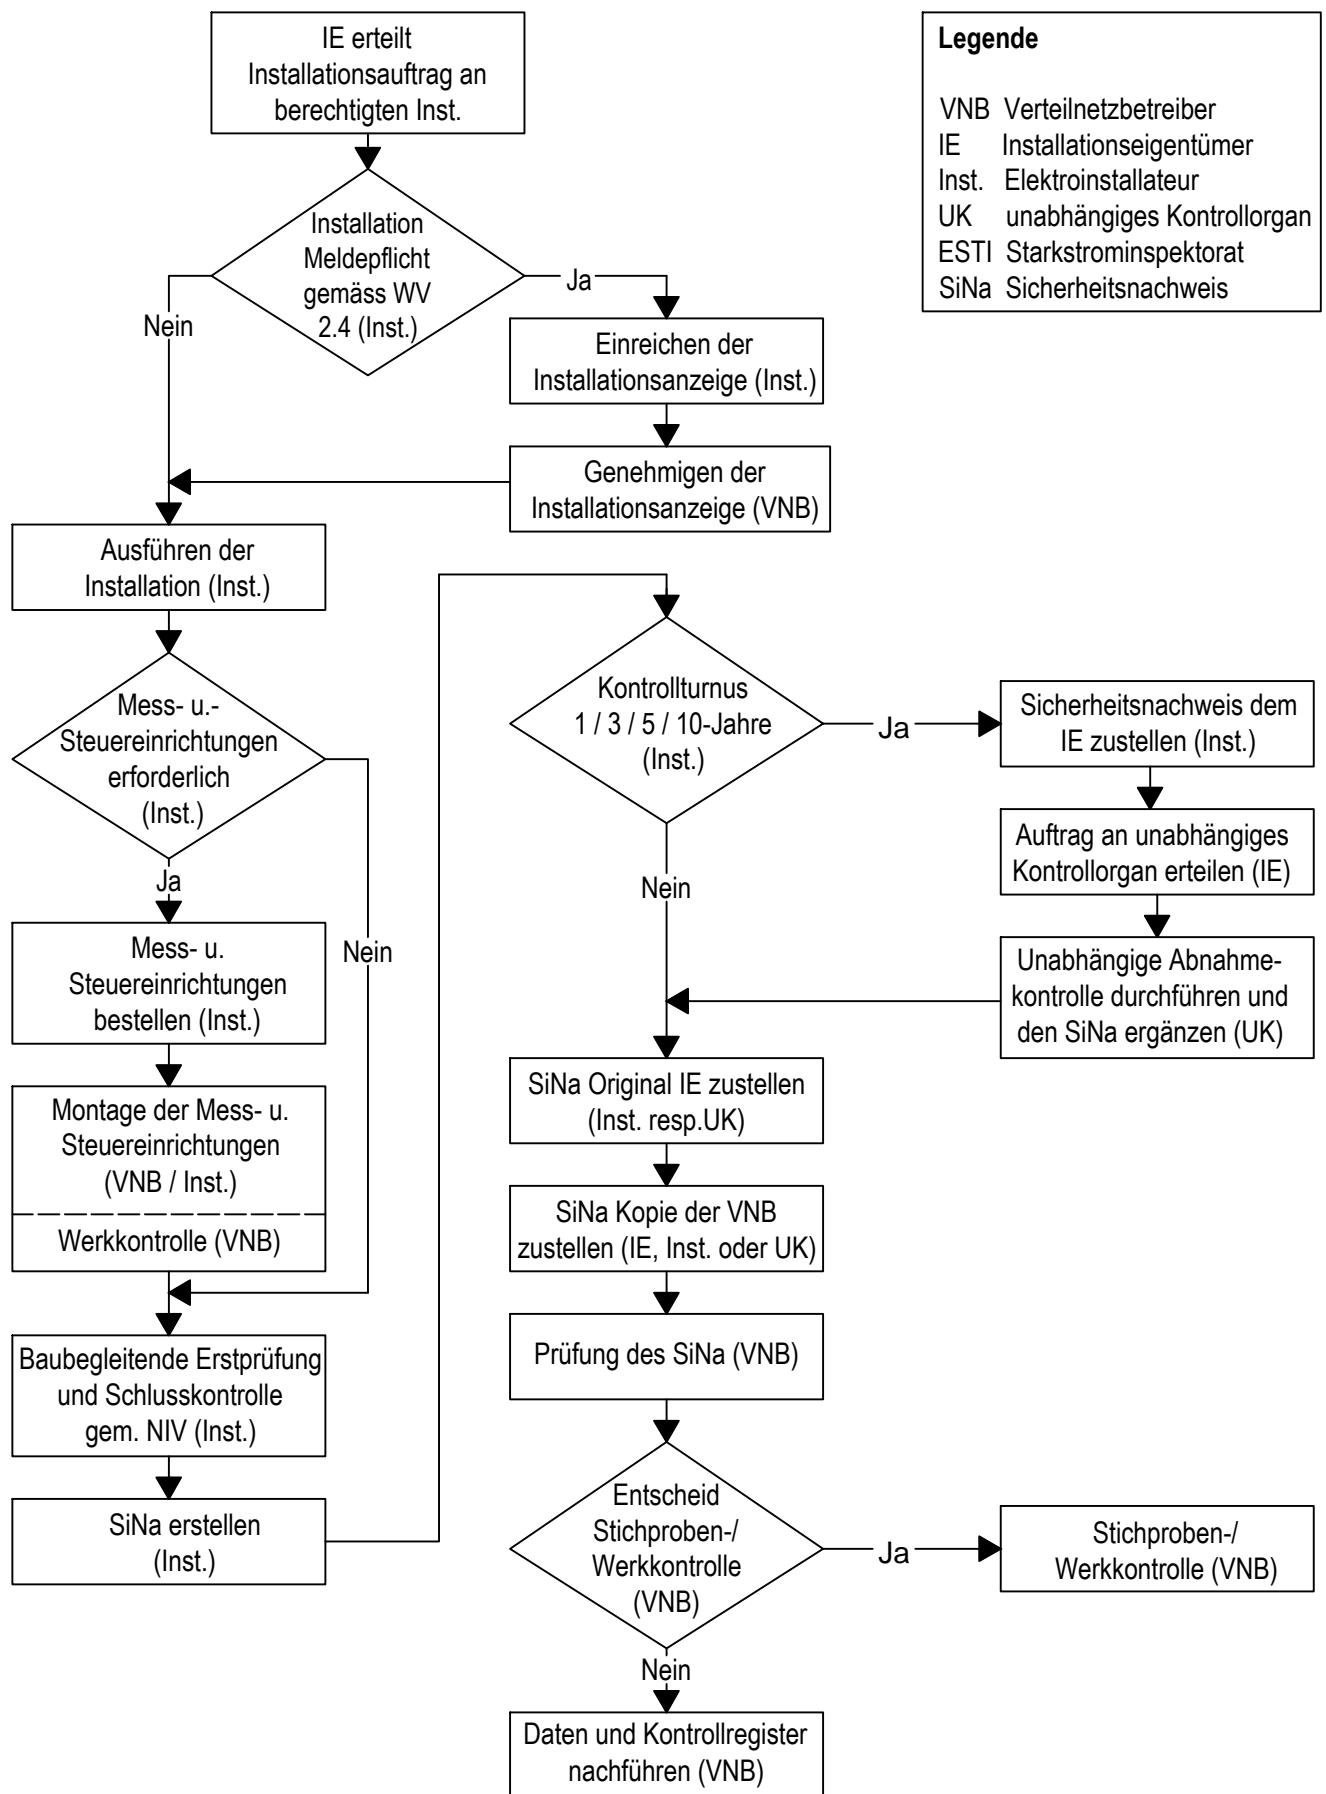 IE erteilt
Installationsauftrag an
berechtigten Inst.
Legende
VNB Verteilnetzbetreiber
IE Installationseigentümer
Inst. Elektroinstallateur
UK unabhängiges Kontrollorgan
ESTI Starkstrominspektorat
SiNa Sicherheitsnachweis
Installation
Meldepflicht
gemäss WV
2.4 (Inst.)
Ja
Nein
Einreichen der
Installationsanzeige (Inst.)
Genehmigen der
Installationsanzeige (VNB)
Ausführen der
Installation (Inst.)
Mess- u.-
Steuereinrichtungen
erforderlich
(Inst.)
Ja
Nein
Mess- u.
Steuereinrichtungen
bestellen (Inst.)
Montage der Mess- u.
Steuereinrichtungen
(VNB / Inst.)
Werkkontrolle (VNB)
Baubegleitende Erstprüfung
und Schlusskontrolle
gem. NIV (Inst.)
SiNa erstellen
(Inst.)
Kontrollturnus
1 / 3 / 5 / 10-Jahre
(Inst.)
Ja
Nein
Sicherheitsnachweis dem
IE zustellen (Inst.)
Auftrag an unabhängiges
Kontrollorgan erteilen (IE)
Unabhängige Abnahme-
kontrolle durchführen und
den SiNa ergänzen (UK)
SiNa Original IE zustellen
(Inst. resp.UK)
SiNa Kopie der VNB
zustellen (IE, Inst. oder UK)
Prüfung des SiNa (VNB)
Entscheid
Stichproben-/
Werkkontrolle
(VNB)
Ja
Nein
Stichproben-/
Werkkontrolle (VNB)
Daten und Kontrollregister
nachführen (VNB)